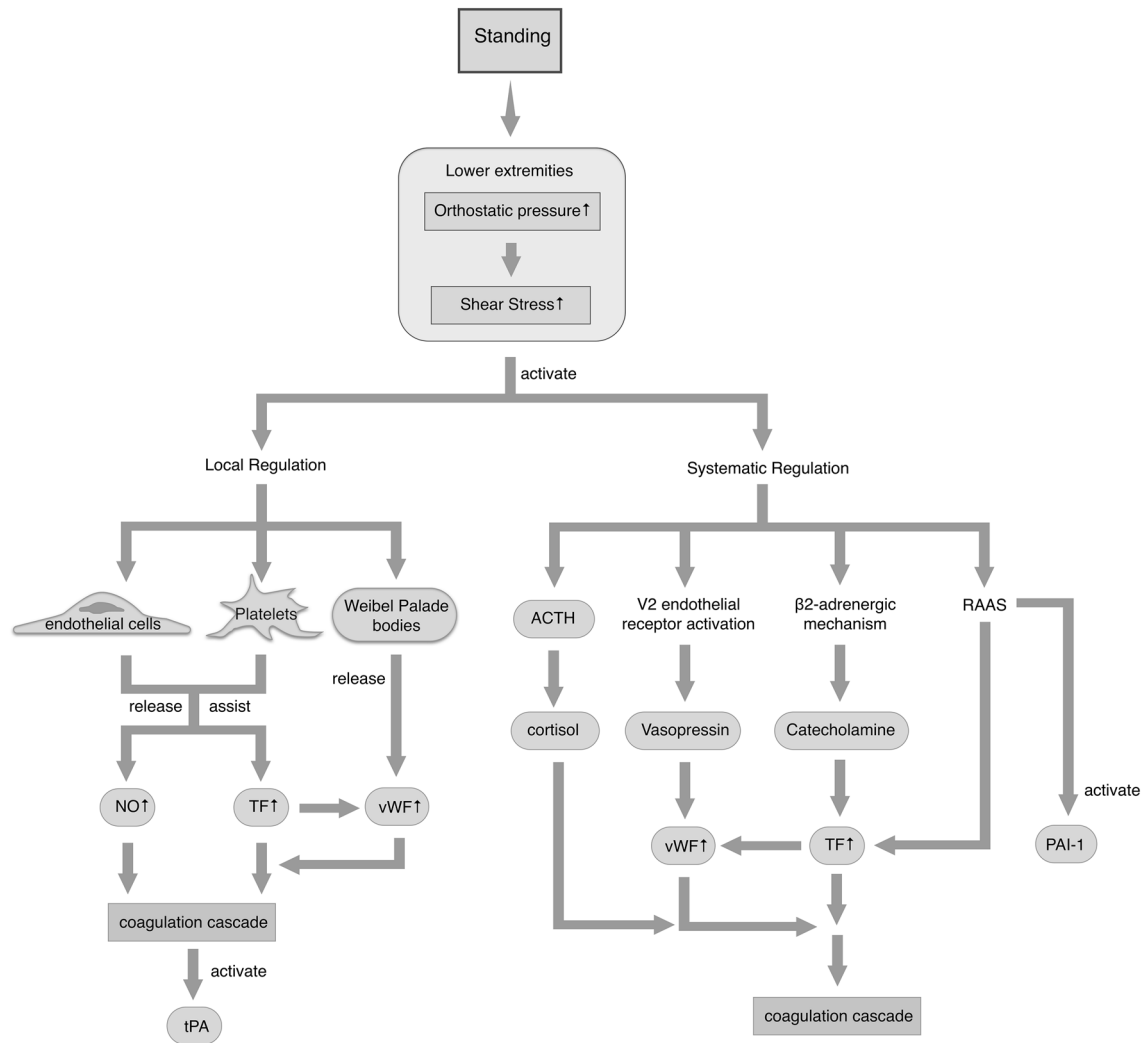 Standing
Lower extremities
Orthostatic pressure↑
Shear Stress↑
activate
Local Regulation
Systematic Regulation
endothelial cells
Platelets
Weibel Palade
bodies
ACTH
V2 endothelial
receptor activation
β2-adrenergic
mechanism
RAAS
release
assist
release
cortisol
Vasopressin
Catecholamine
NO↑
TF↑
vWF↑
vWF↑
TF↑
activate
PAI-1
coagulation cascade
activate
tPA
coagulation cascade